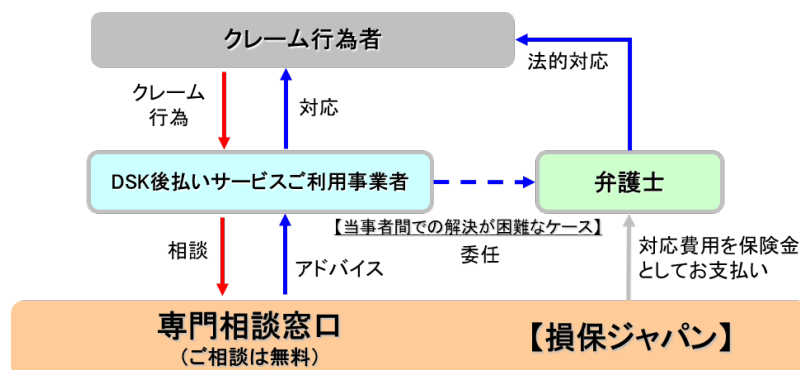 クレーム行為者
クレーム
行為
対応
法的対応
DSK後払いサービスご利用事業者
弁護士
【当事者間での解決が困難なケース】
委任
相談
アドバイス
対応費用を保険金
としてお支払い
専門相談窓口
(ご相談は無料)
【損保ジャパン】